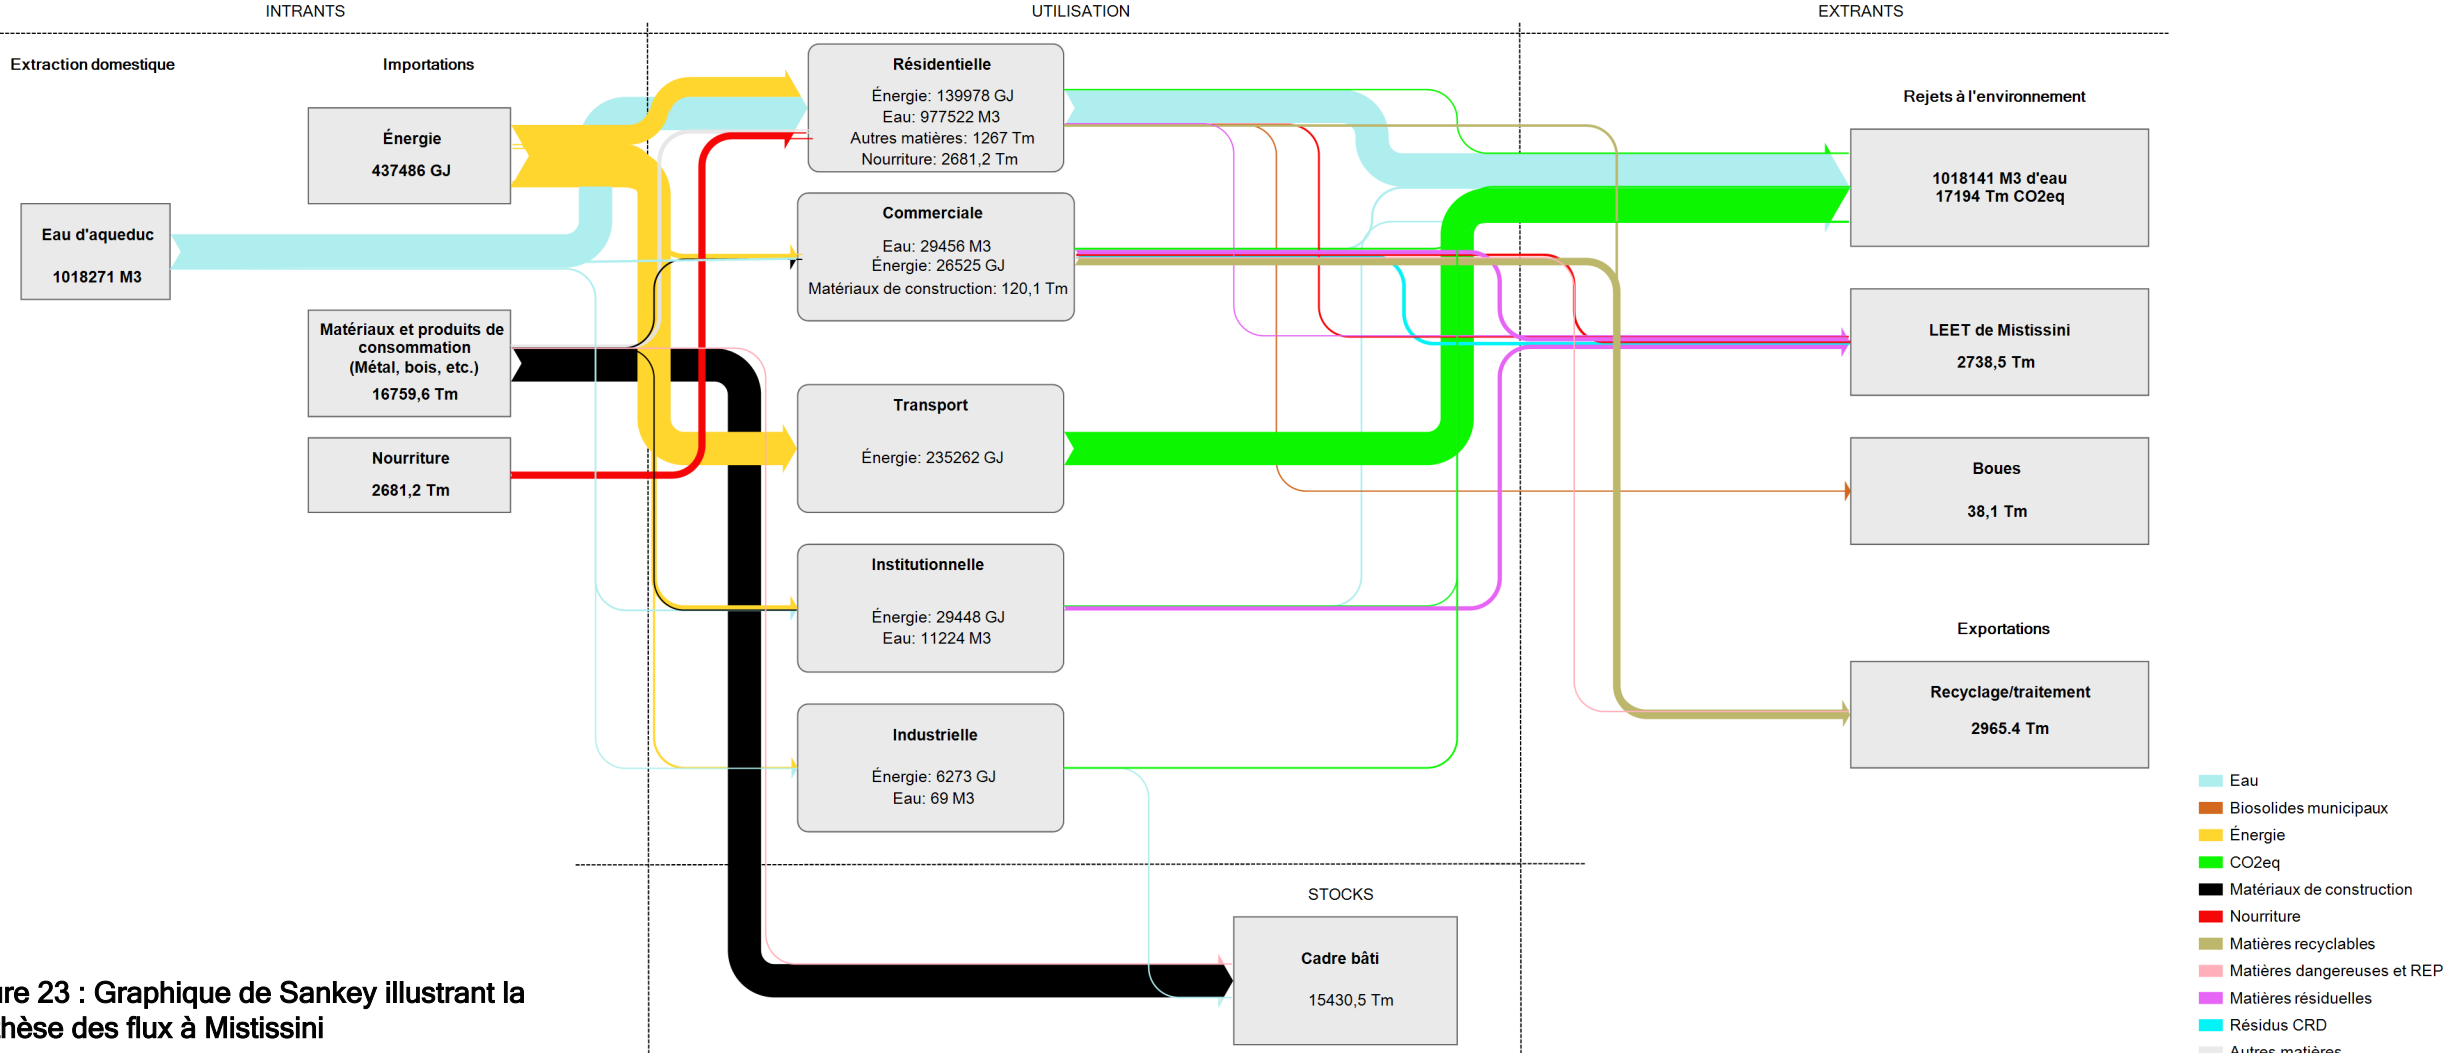 INTRANTS
UTILISATION
EXTRANTS
Extraction domestique
Importations
Rejets à l'environnement
Énergie
437486 GJ
Eau d'aqueduc
1018271 M3
Matériaux et produits de
consommation
(Métal, bois, etc.)
16759,6 Tm
Nourriture
2681,2 Tm
Résidentielle
Énergie: 139978 GJ
Eau: 977522 M3
Autres matières: 1267 Tm
Nourriture: 2681,2 Tm
Commerciale
Eau: 29456 M3
Énergie: 26525 GJ
Matériaux de construction: 120,1 Tm
Transport
Énergie: 235262 GJ
Institutionnelle
Énergie: 29448 GJ
Eau: 11224 M3
Industrielle
Énergie: 6273 GJ
Eau: 69 M3
STOCKS
Cadre bâti
15430,5 Tm
1018141 M3 d'eau
17194 Tm CO2eq
LEET de Mistissini
2738,5 Tm
Boues
38,1 Tm
Exportations
Recyclage/traitement
2965.4 Tm
Eau
Biosolides municipaux
Énergie
CO2eq
Matériaux de construction
Nourriture
Matières recyclables
Matières dangereuses et REP
Matières résiduelles
Résidus CRD
Autres matières
ure 23 : Graphique de Sankey illustrant la
hèse des flux à Mistissini